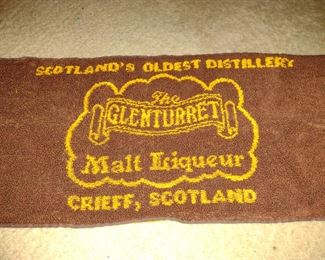 SCOTLAND'S OLDEST DISTILLERY
The
GLENTURRET
Malt Liqueur
CRIEFF, SCOTLAND